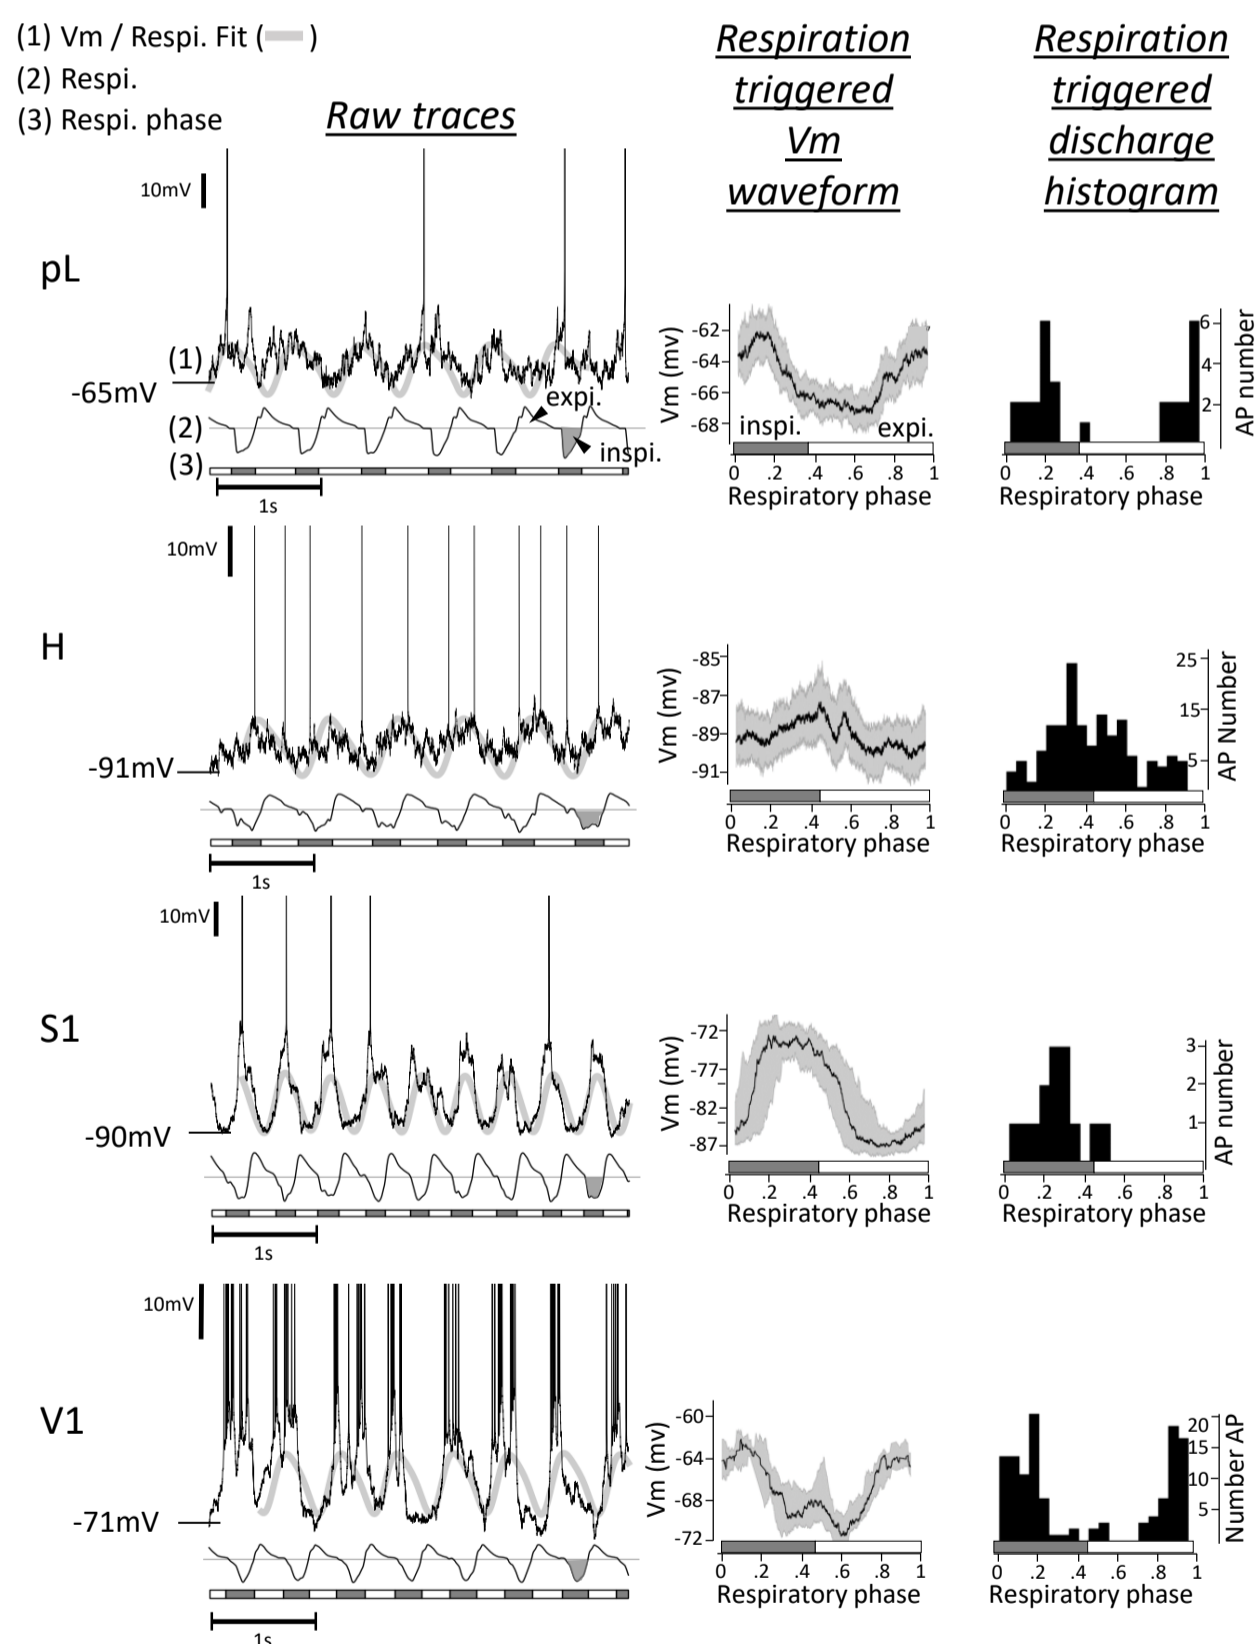 (1) Vm / Respi. Fit ( )
(2) Respi.
(3) Respi. phase
Raw traces
Respiration
triggered
Vm
waveform
Respiration
triggered
discharge
histogram
pL
10mV
-65mV
(1)
(2)
(3)
expi.
inspi.
1s
Vm (mv)
-62
-64
-66
-68
inspi.
expi.
0 .2 .4 .6 .8 1
Respiratory phase
6
4
2
AP number
0 .2 .4 .6 .8 1
Respiratory phase
H
10mV
-91mV
1s
Vm (mv)
-85
-87
-89
-91
0 .2 .4 .6 .8 1
Respiratory phase
25
15
5
AP Number
0 .2 .4 .6 .8 1
Respiratory phase
S1
10mV
-90mV
1s
Vm (mv)
-72
-77
-82
-87
0 .2 .4 .6 .8 1
Respiratory phase
3
2
1
AP number
0 .2 .4 .6 .8 1
Respiratory phase
V1
10mV
-71mV
1s
Vm (mv)
-60
-64
-68
-72
0 .2 .4 .6 .8 1
Respiratory phase
20
15
10
5
Number AP
0 .2 .4 .6 .8 1
Respiratory phase